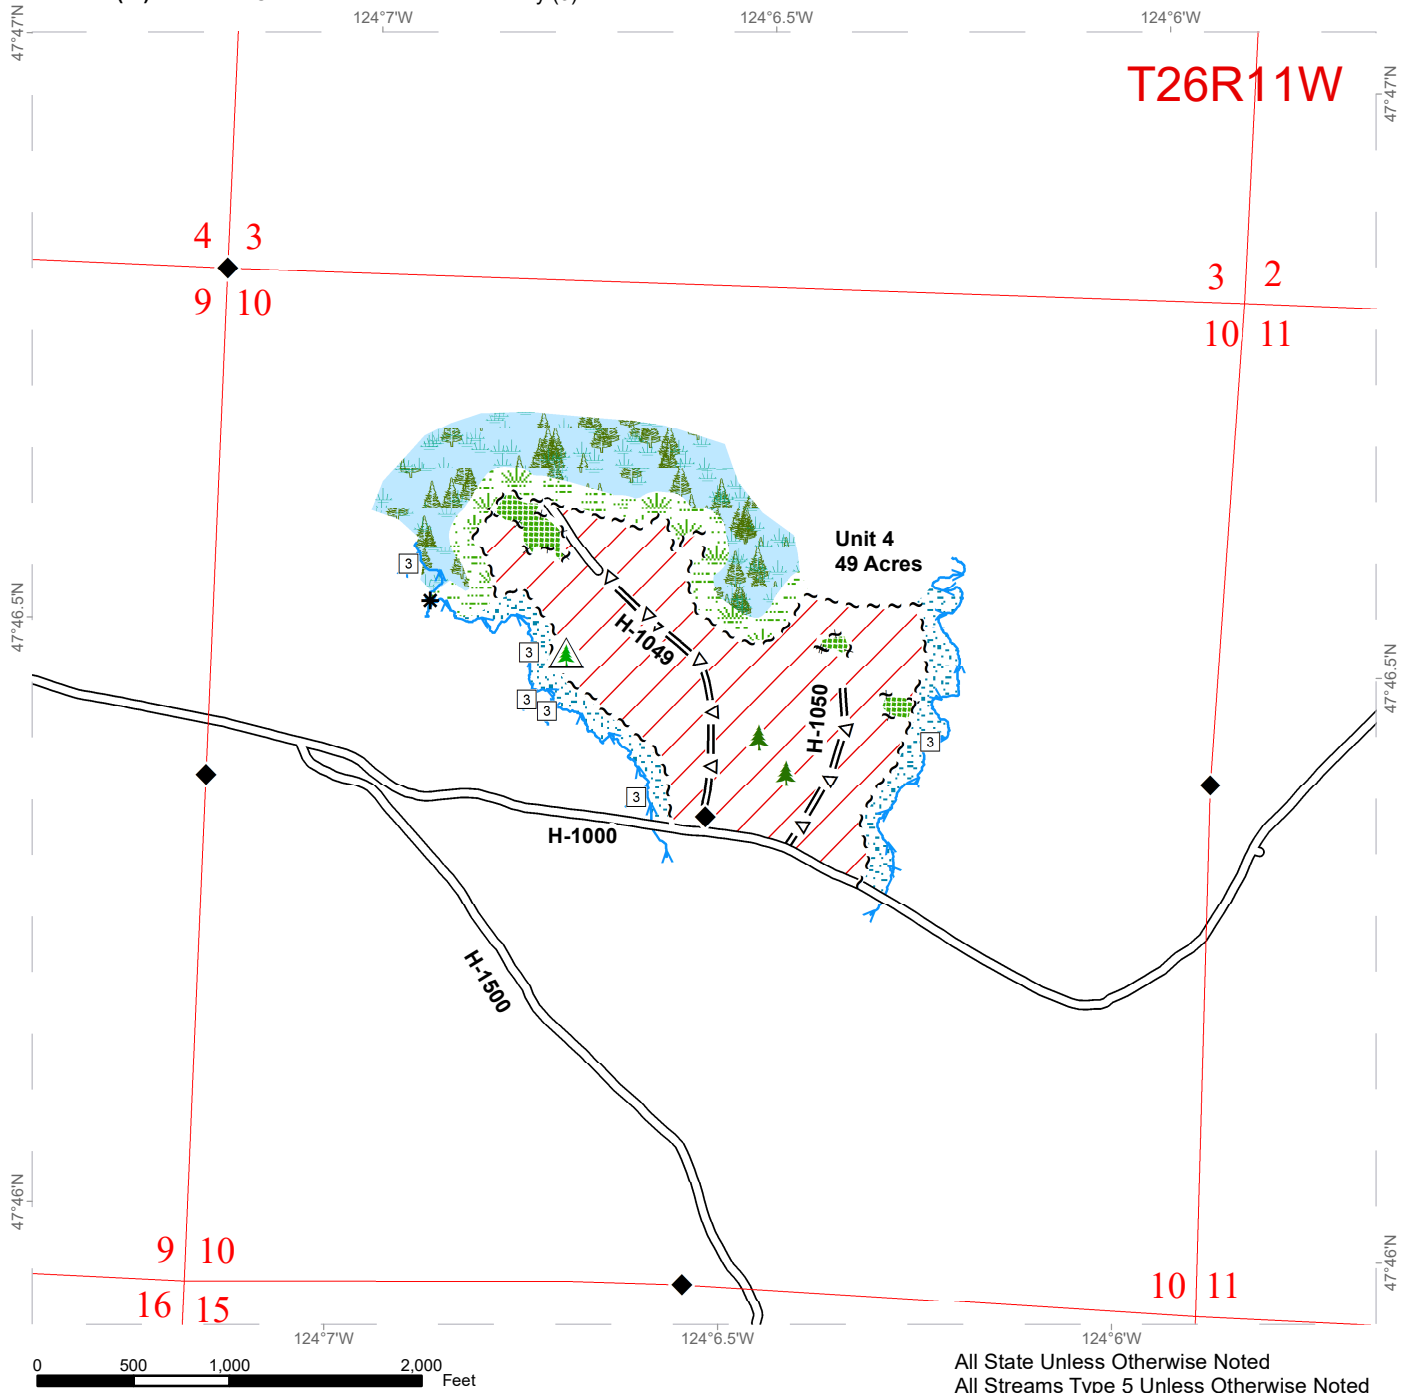 124°7'W 124°6.5'W 124°6'W
47°47'N
47°47'N
T26R11W
4 3
9 10
3 2
10 11
Unit 4
49 Acres
3
3
3
3
3
3
H-1049
H-1050
47°46.5'N
47°46.5'N
H-1000
H-1500
47°46'N
47°46'N
9 10
16 15
10 11
124°7'W 124°6.5'W 124°6'W
0 500 1,000 2,000
Feet
All State Unless Otherwise Noted
All Streams Type 5 Unless Otherwise Noted